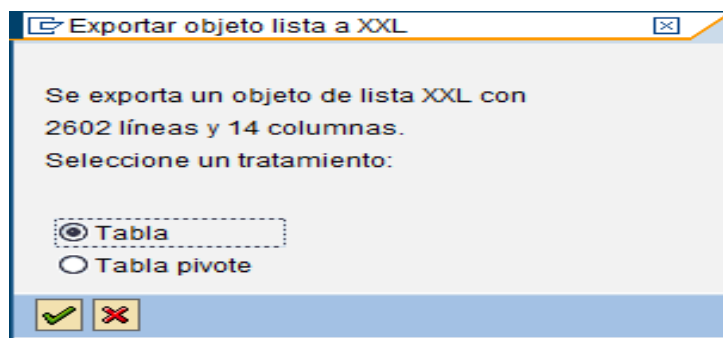 Exportar objeto lista a XXL
Se exporta un objeto de lista XXL con
2602 líneas y 14 columnas.
Seleccione un tratamiento:
Tabla
Tabla pivote